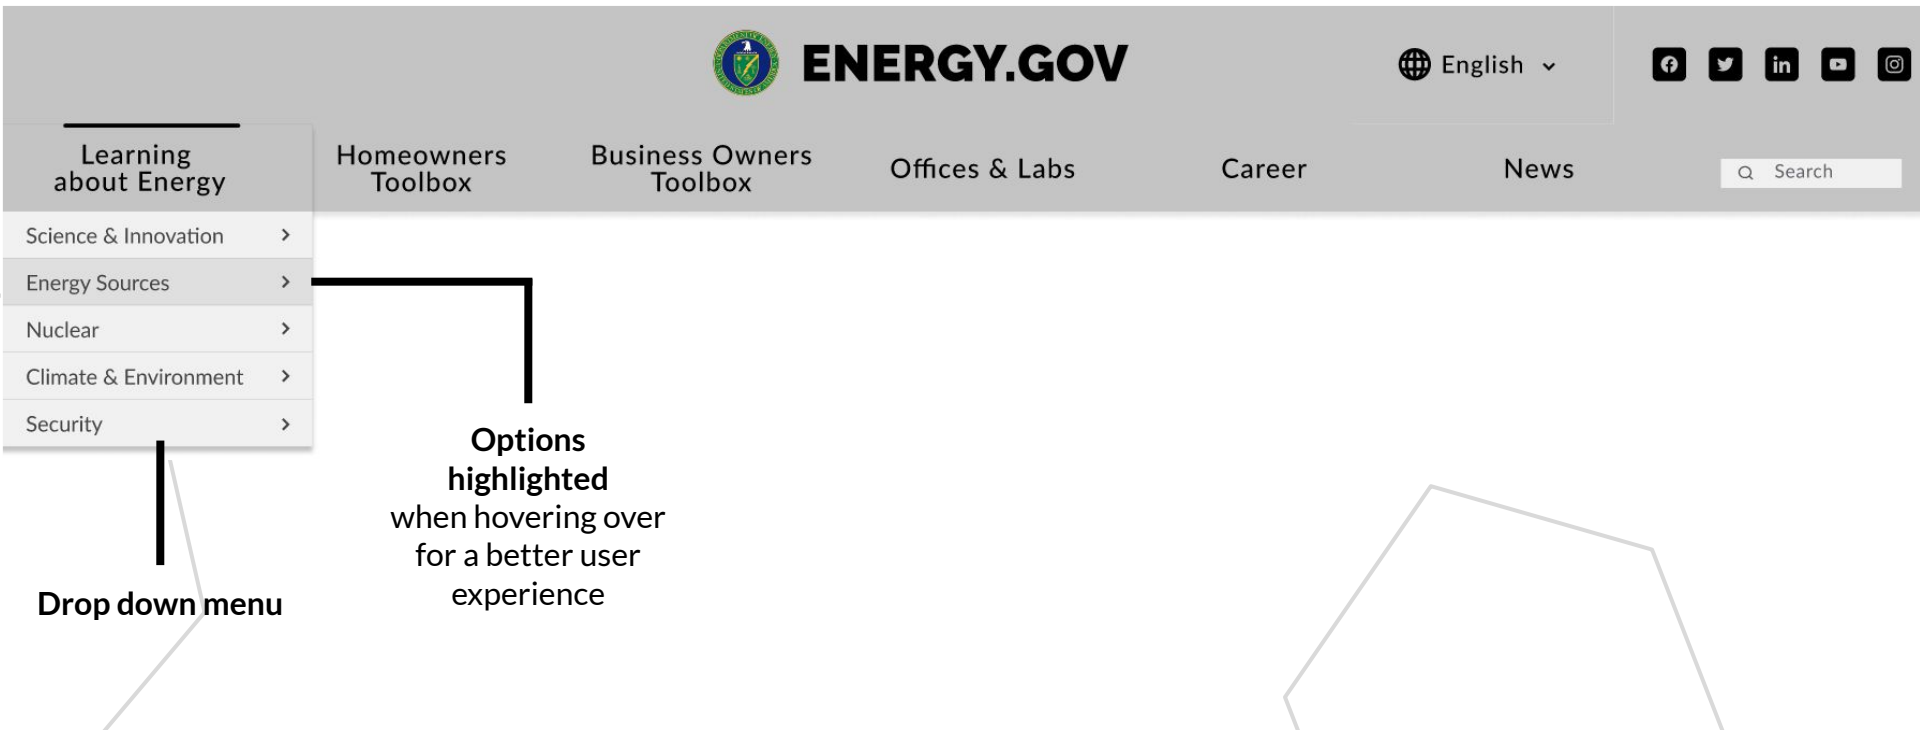 ENERGY.GOV
English
Learning
about Energy
Homeowners
Toolbox
Business Owners
Toolbox
Offices & Labs
Career
News
Search
Science & Innovation
Energy Sources
Nuclear
Climate & Environment
Security
Options
highlighted
when hovering over
for a better user
experience
Drop down menu